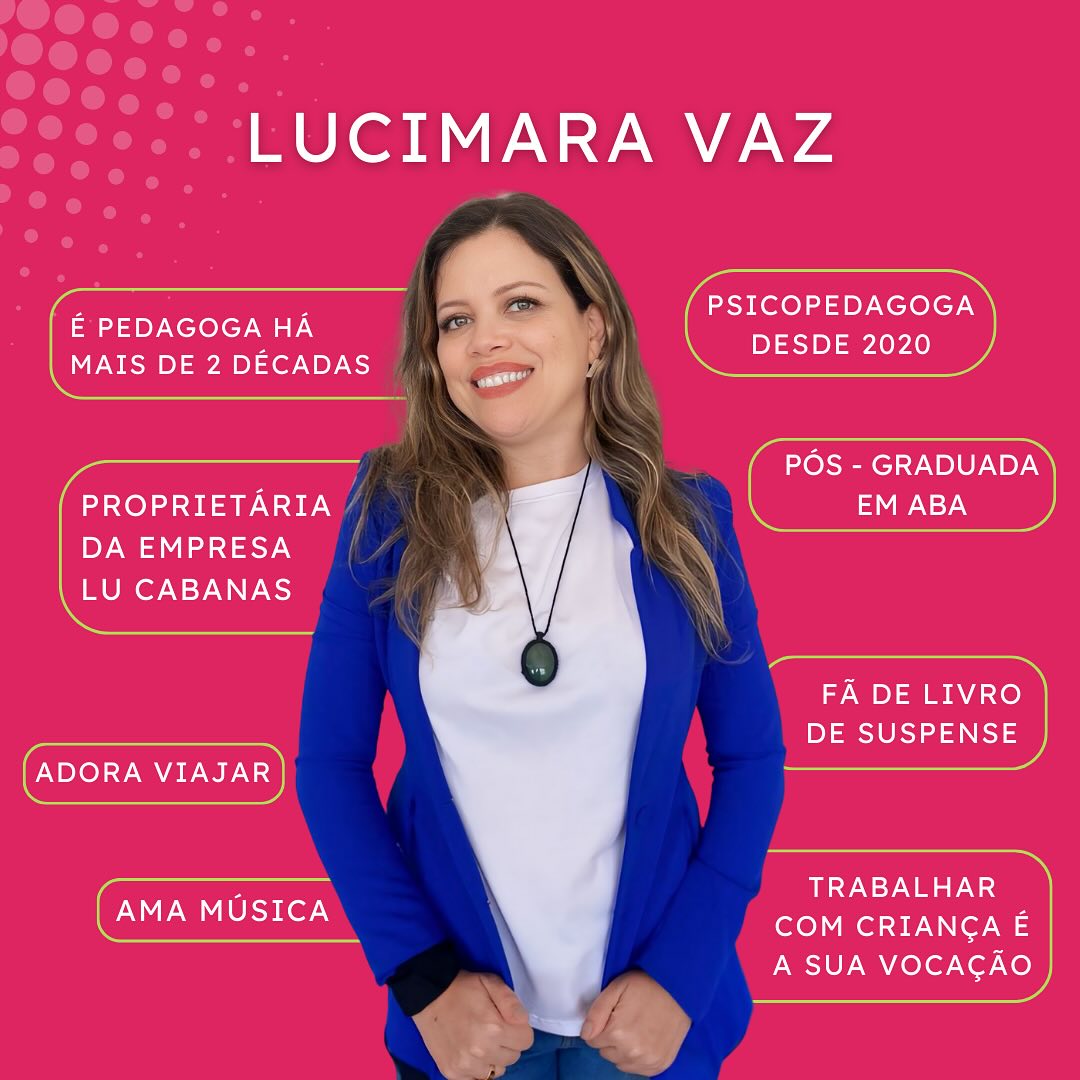 LUCIMARA VAZ
É PEDAGOGA HÁ
MAIS DE 2 DÉCADAS
PSICOPEDAGOGA
DESDE 2020
PROPRIETÁRIA
DA EMPRESA
LU CABANAS
PÓS - GRADUADA
EM ABA
ADORA VIAJAR
FÃ DE LIVRO
DE SUSPENSE
AMA MÚSICA
TRABALHAR
COM CRIANÇA É
A SUA VOCAÇÃO